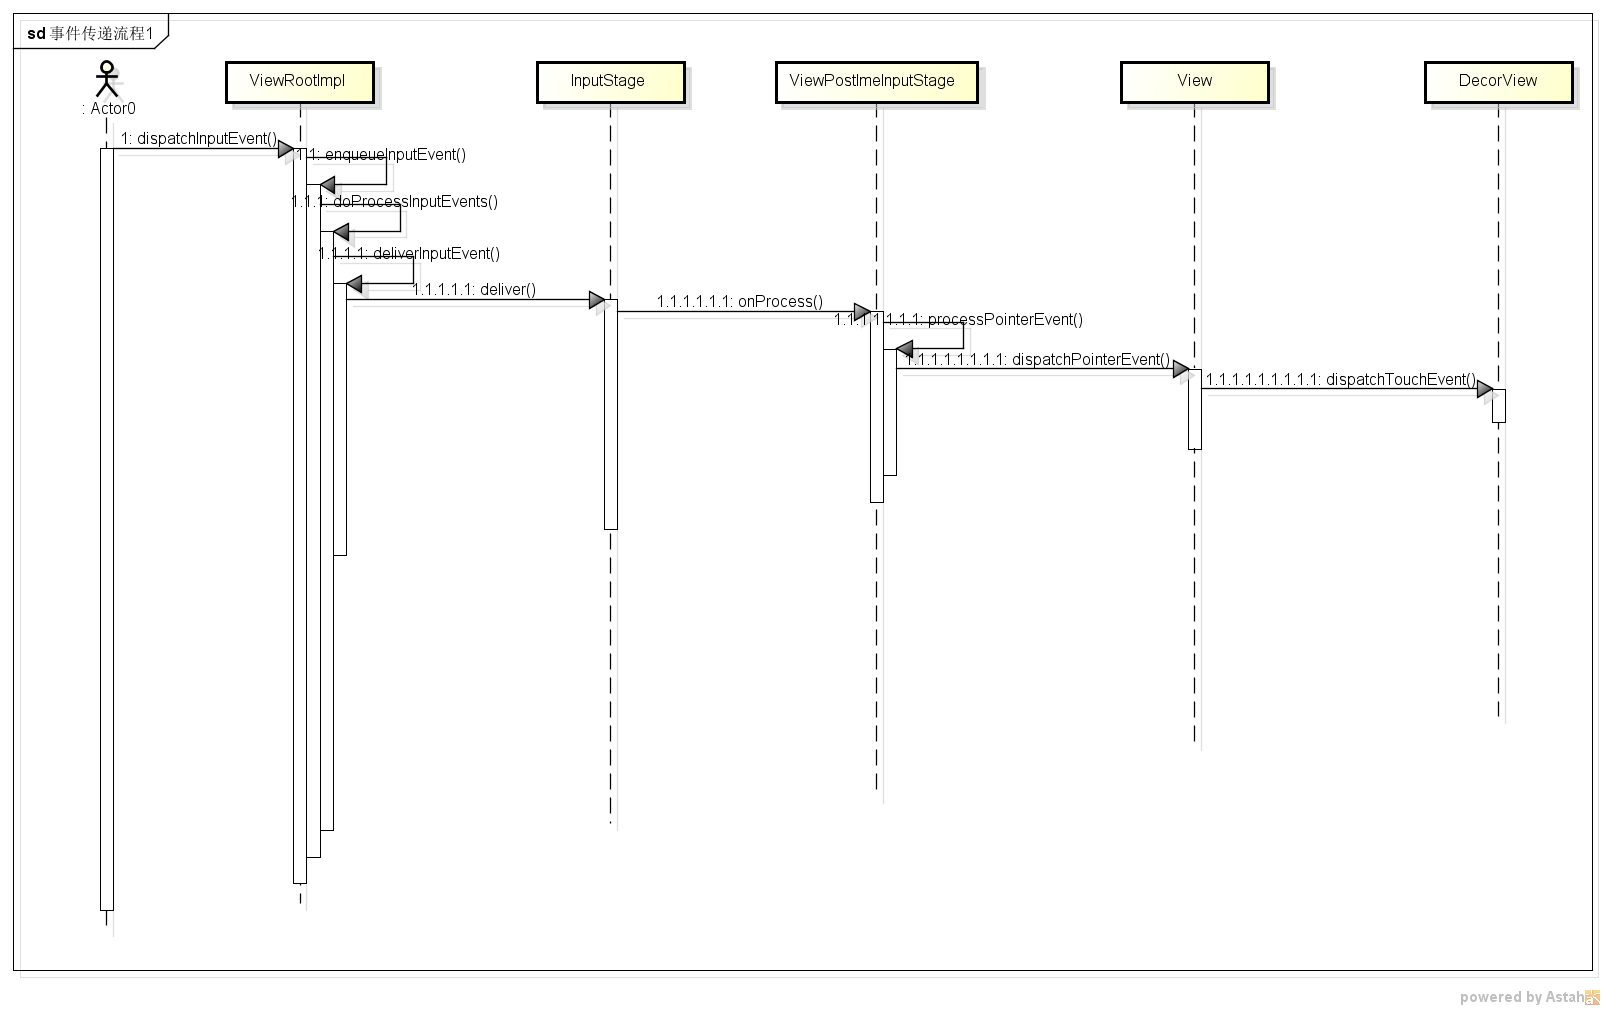 sd 事件传递流程1
: Actor0
ViewRootImpl
InputStage
ViewPostImeInputStage
View
DecorView
1: dispatchInputEvent()
1.1: enqueueInputEvent()
1.1.1: doProcessInputEvents()
1.1.1.1: deliverInputEvent()
1.1.1.1.1: deliver()
1.1.1.1.1.1: onProcess()
1.1.1.1.1.1.1: processPointerEvent()
1.1.1.1.1.1.1.1: dispatchPointerEvent()
1.1.1.1.1.1.1.1.1: dispatchTouchEvent()
powered by Astah